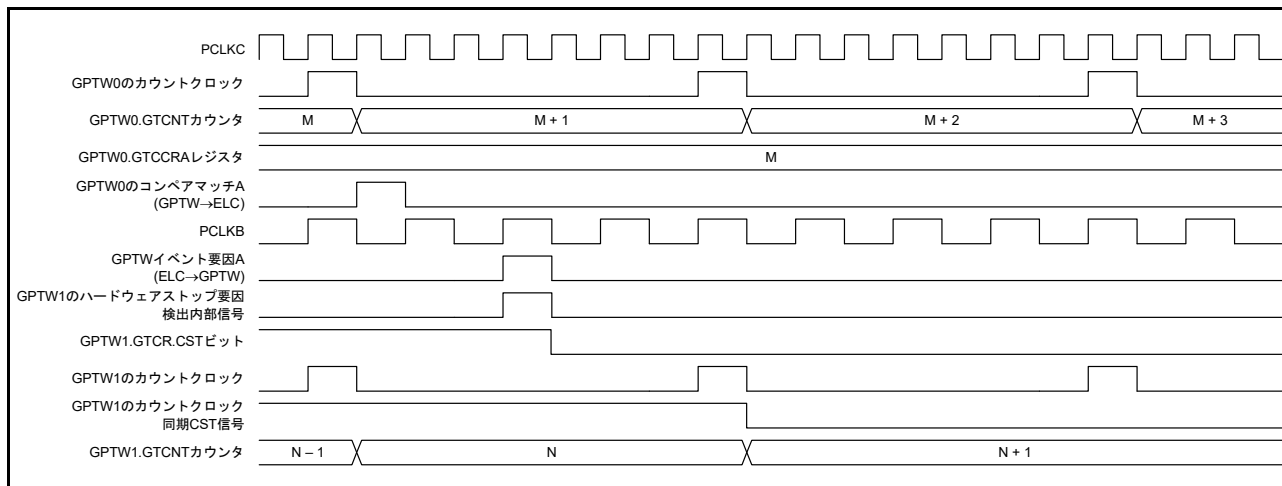 PCLKC
GPTW0のカウントクロック
GPTW0.GTCNTカウンタ
M
M + 1
M + 2
M + 3
GPTW0.GTCCRAレジスタ
M
GPTW0のコンペアマッチA
(GPTW→ELC)
PCLKB
GPTWイベント要因A
(ELC→GPTW)
GPTW1のハードウェアストップ要因
検出内部信号
GPTW1.GTCR.CSTビット
GPTW1のカウントクロック
GPTW1のカウントクロック
同期CST信号
GPTW1.GTCNTカウンタ
N – 1
N
N + 1